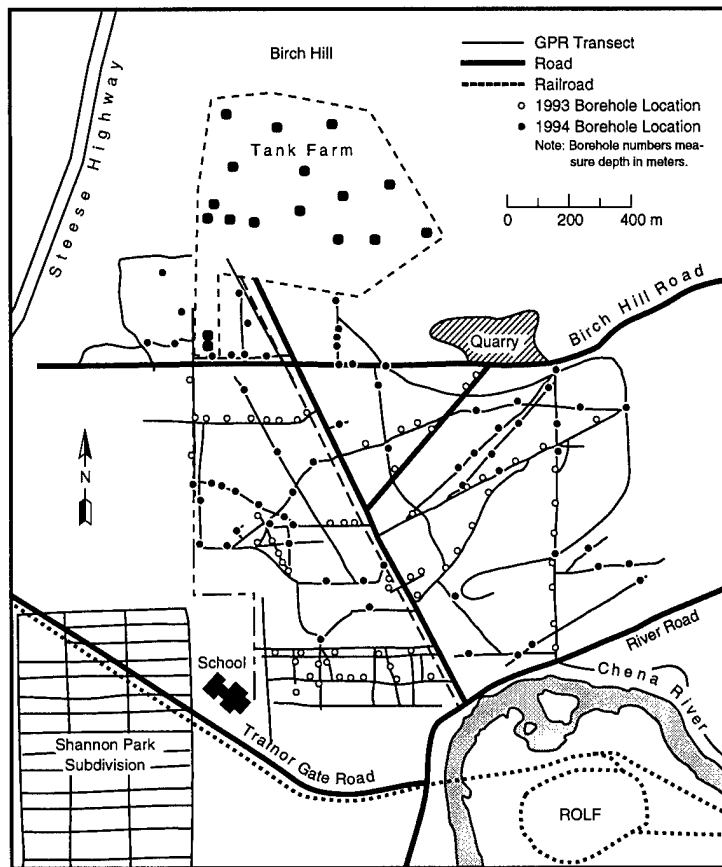 Birch Hill
GPR Transect
Road
Railroad
1993 Borehole Location
1994 Borehole Location
Note: Borehole numbers mea-
sure depth in meters.
0 200 400 m
Steese Highway
Tank Farm
Quarry
Birch Hill Road
N
School
Shannon Park
Subdivision
Trainor Gate Road
River Road
Chena River
ROLF